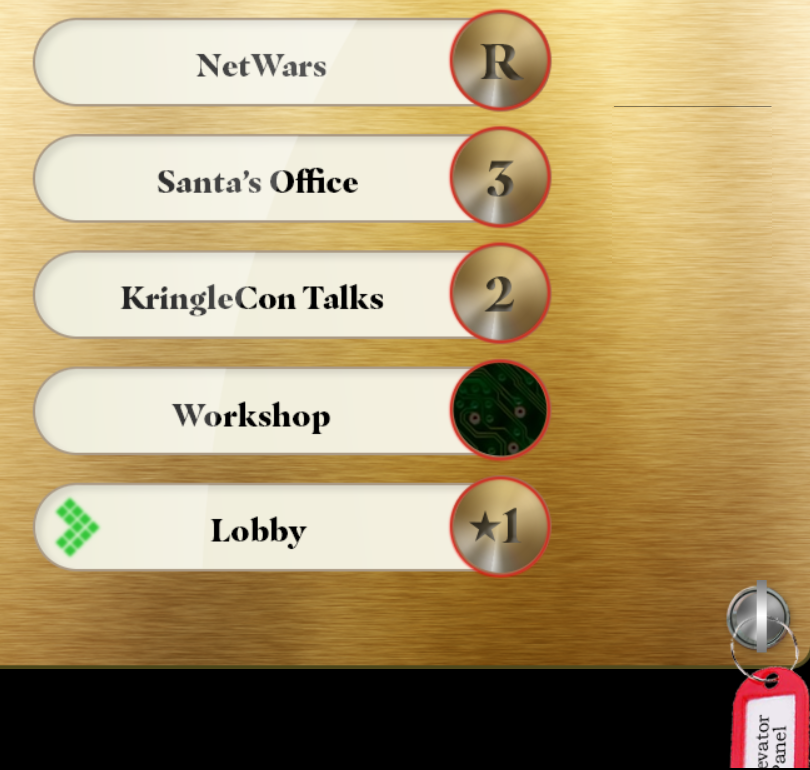 NetWars R
Santa's Office 3
KringleCon Talks 2
Workshop
Lobby ★1